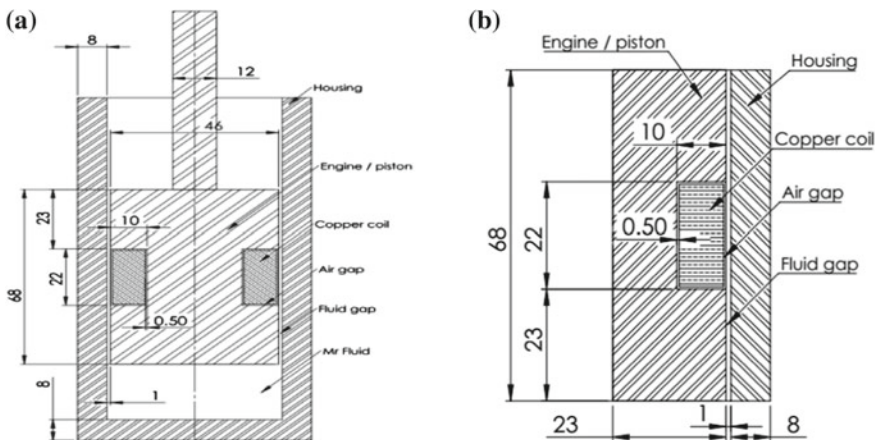 (a)
8
12
Housing
46
Engine / piston
23
10
Copper coil
68
22
Air gap
0.50
Fluid gap
Mr Fluid
8
1
(b)
Engine / piston
Housing
10
Copper coil
68
22
0.50
Air gap
Fluid gap
23
1
23
8